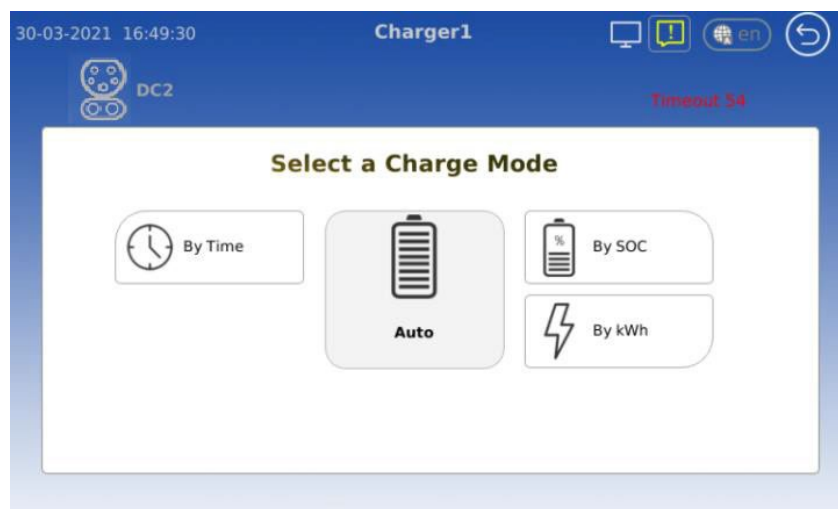 30-03-2021 16:49:30
Charger1
en
DC2
Timeout 54
Select a Charge Mode
By Time
Auto
%
By SOC
By kWh